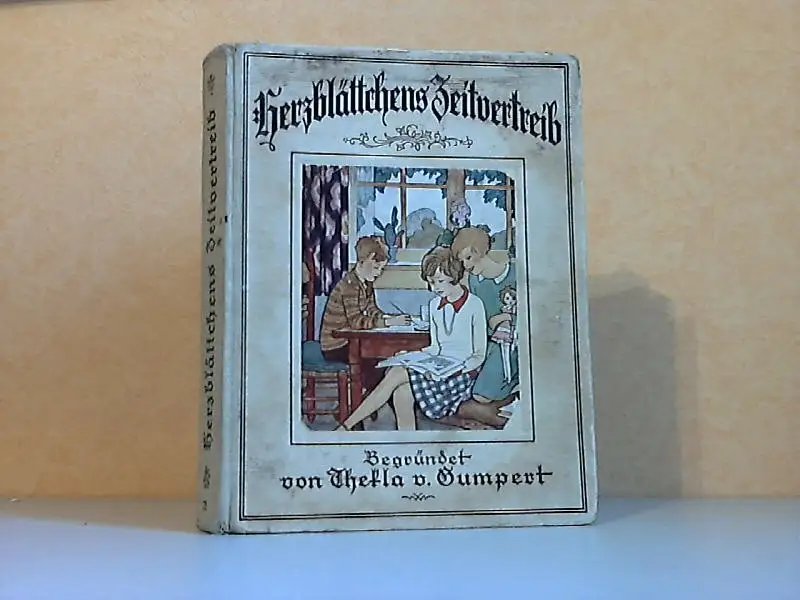 Herzblättchens Zeitvertreib
Begründet
von Thekla v. Gumpert
Herzblättchens Zeitvertreib